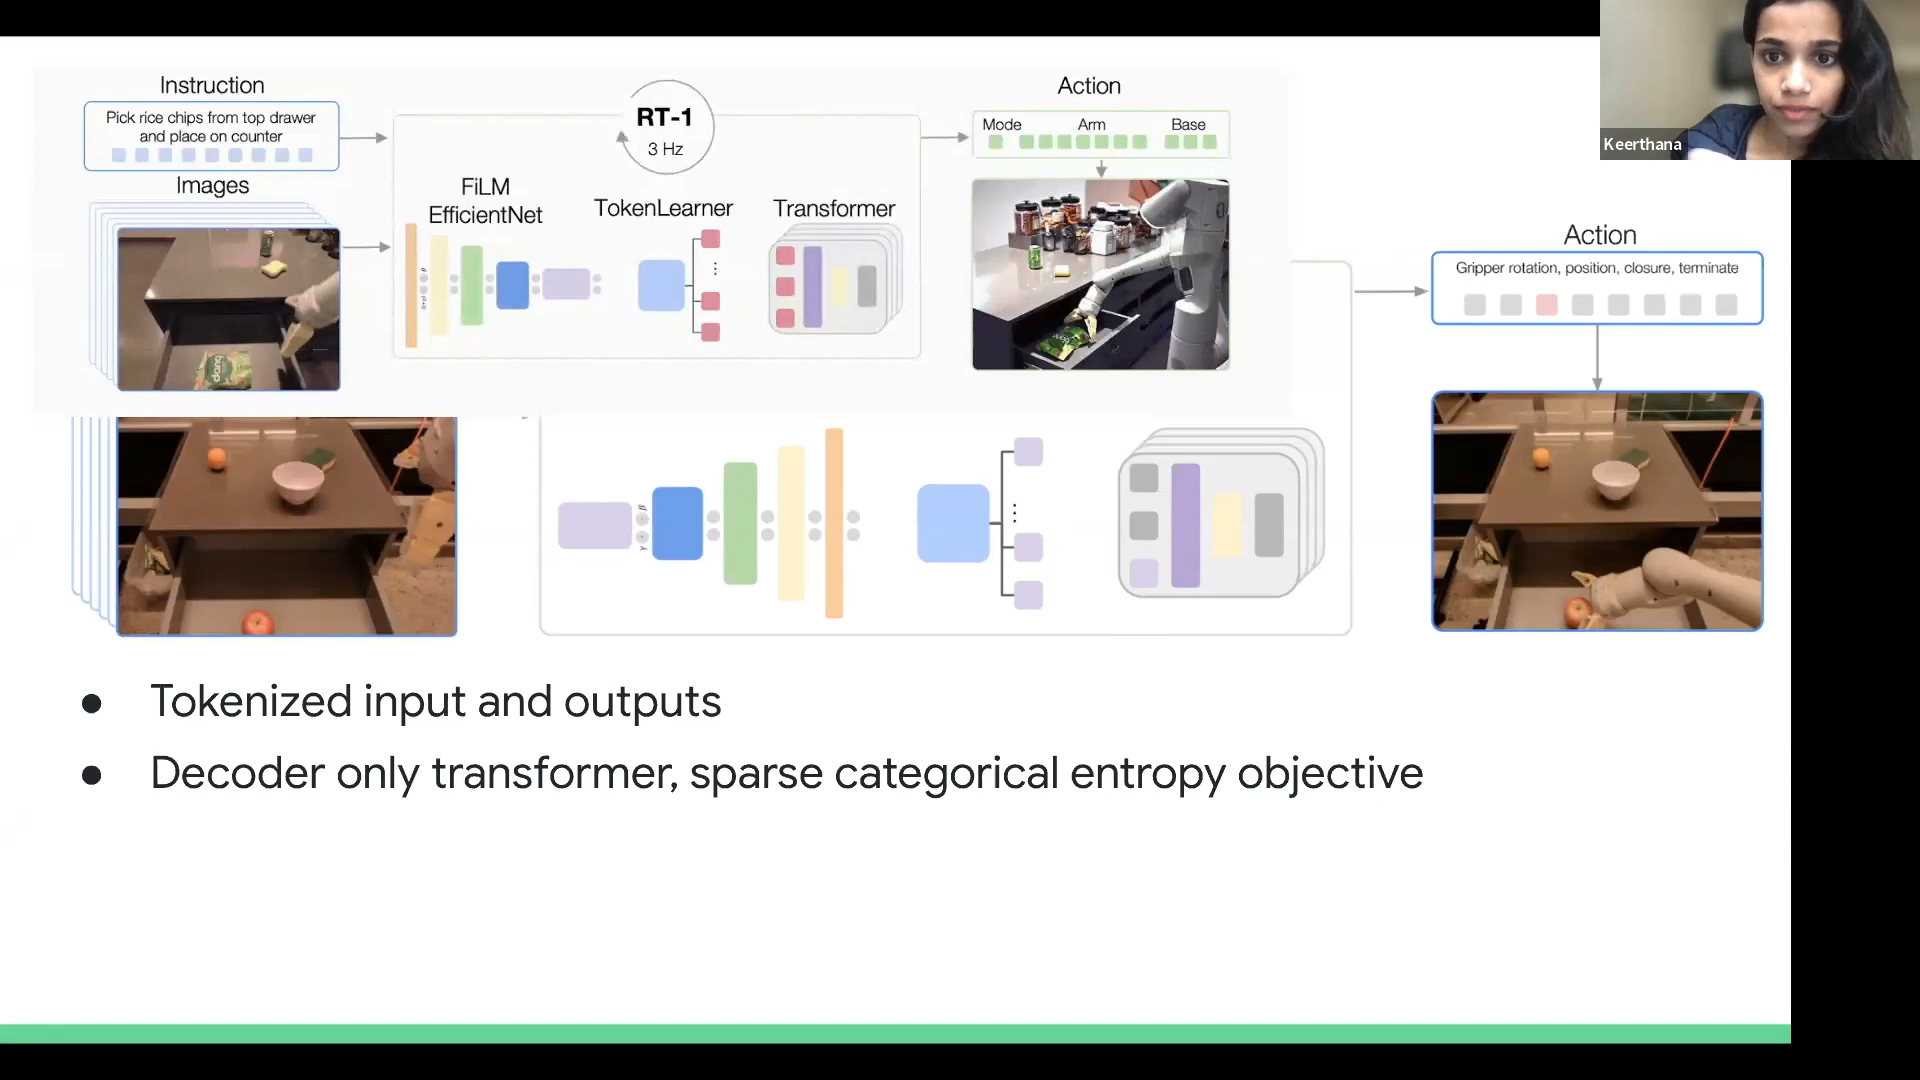 Instruction
Pick rice chips from top drawer
and place on counter
Images
RT-1
3 Hz
FiLM
EfficientNet
TokenLearner
Transformer
Action
Mode
Arm
Base
Keerthana
Action
Gripper rotation, position, closure, terminate
● Tokenized input and outputs
● Decoder only transformer, sparse categorical entropy objective